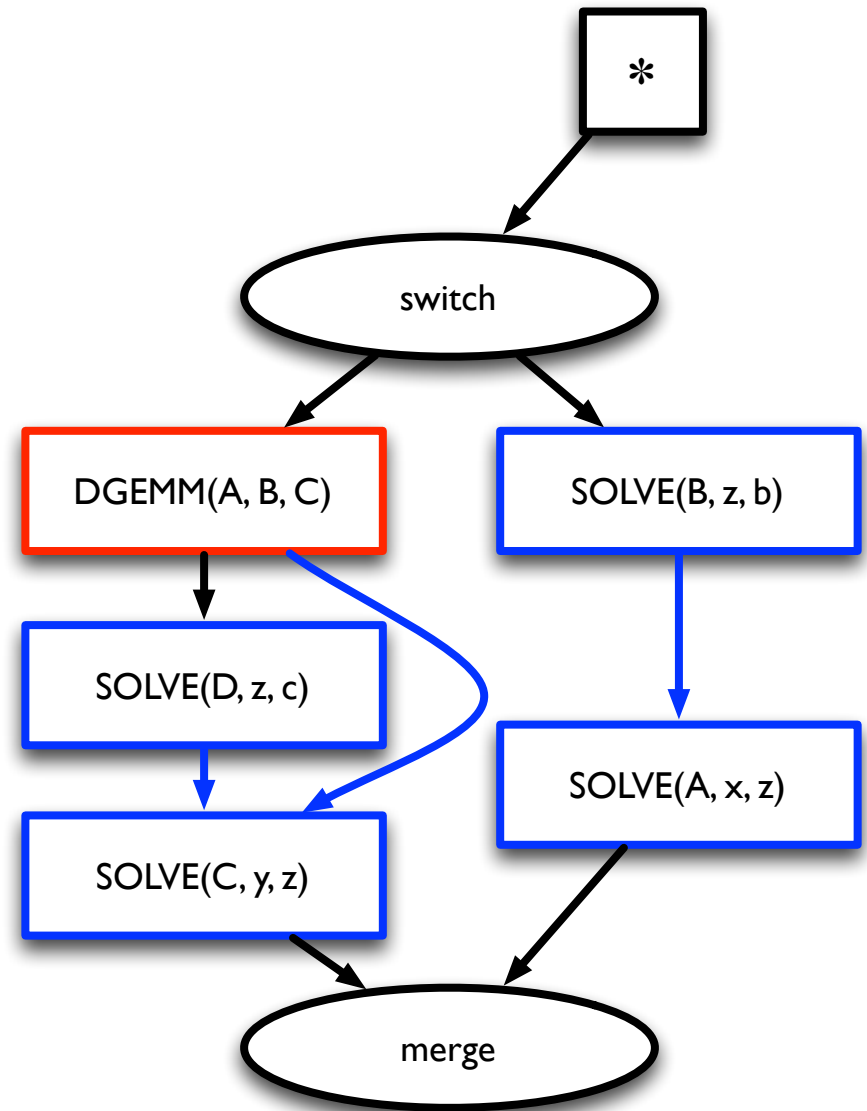 *
switch
DGEMM(A, B, C)
SOLVE(B, z, b)
SOLVE(D, z, c)
SOLVE(A, x, z)
SOLVE(C, y, z)
merge